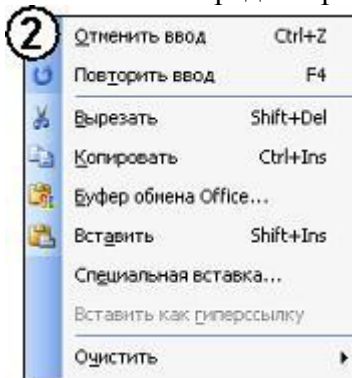 2
Отменить ввод Ctrl+Z
Повторить ввод F4
Вырезать Shift+Del
Копировать Ctrl+Ins
Буфер обмена Office...
Вставить Shift+Ins
Специальная вставка...
Вставить как гиперссылку
Очистить